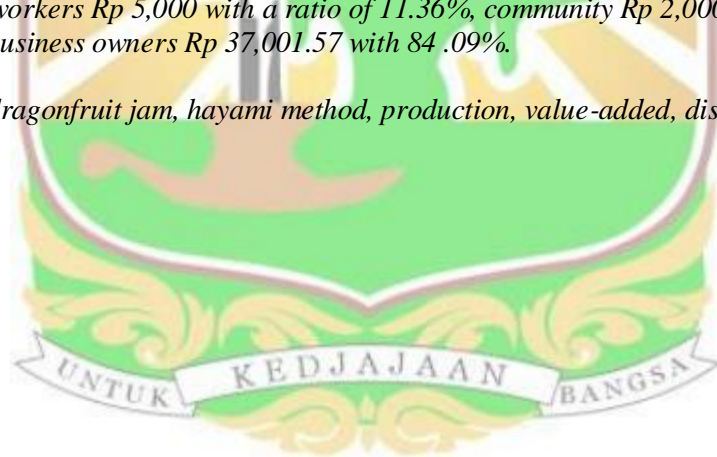 workers Rp 5,000 with a ratio of 11.36%, community Rp 2,000
usiness owners Rp 37,001.57 with 84 .09%.
dragonfruit jam, hayami method, production, value-added, dis
UNTUK KEDJAJAAN BANGSA